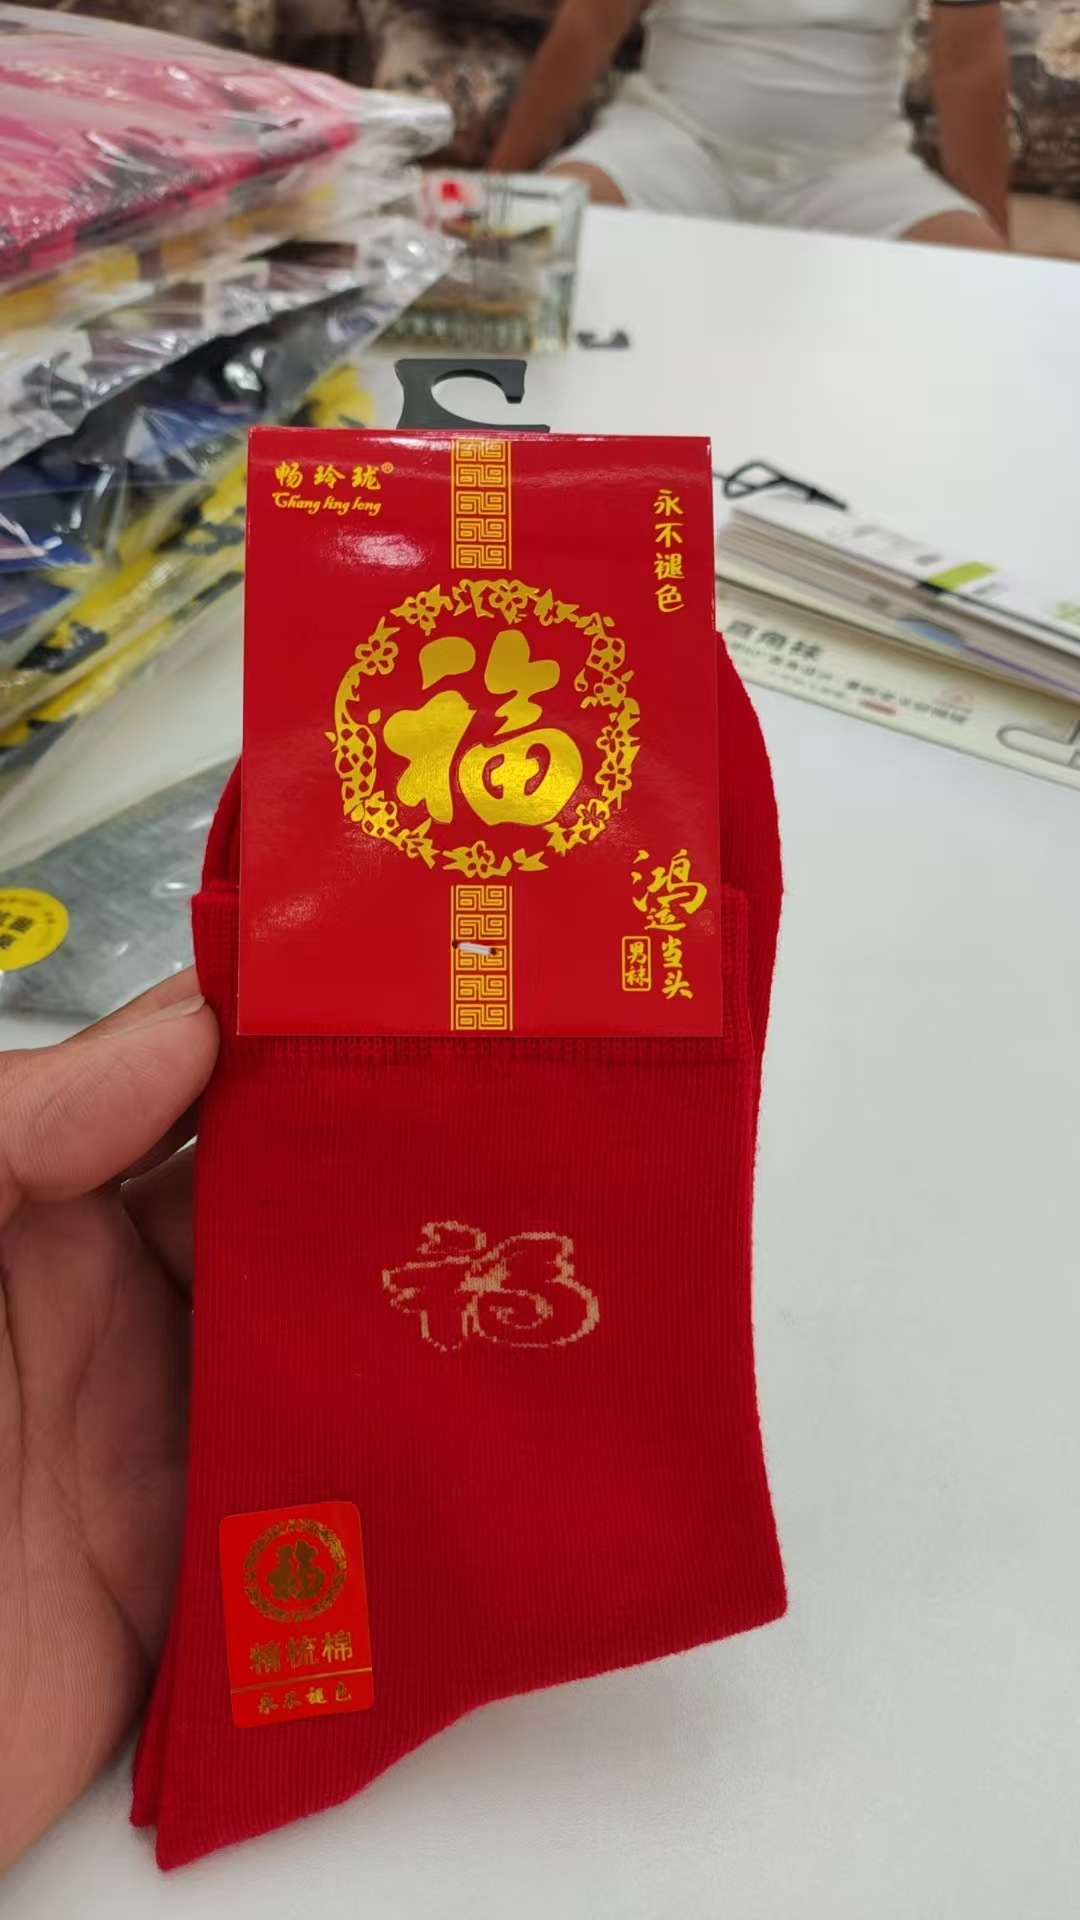 畅玲珑®
Chang ling long
永不褪色
福
鸿运当头
男袜
福
福
精梳棉
永不褪色